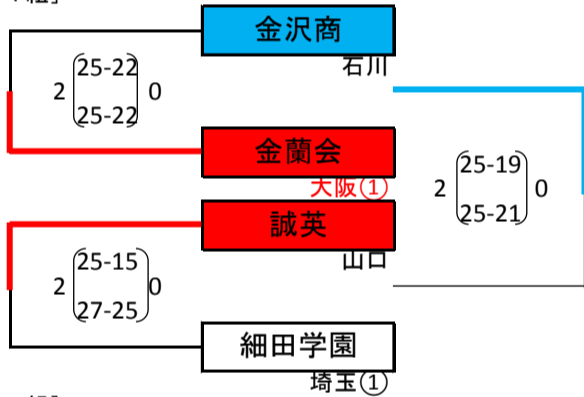 金沢商
石川
2 25-22 0
25-22
金蘭会
大阪①
誠英
山口
2 25-15 0
27-25
細田学園
埼玉①
2 25-19 0
25-21